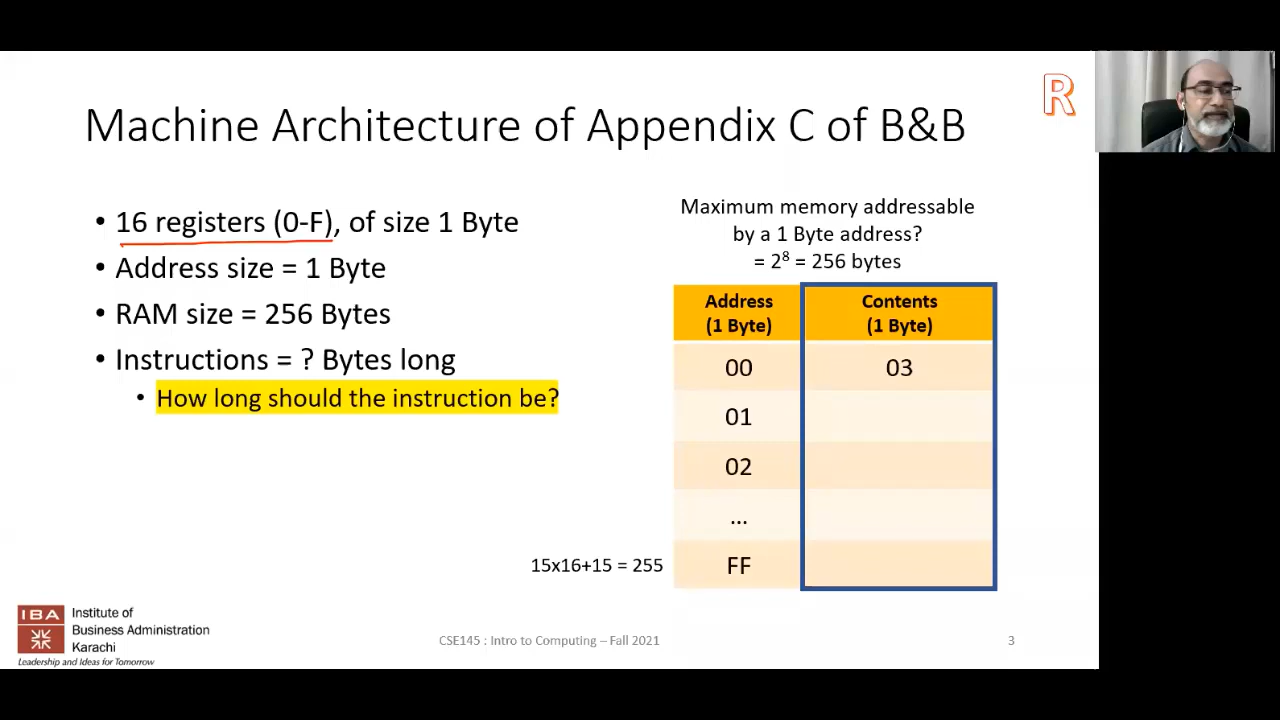 R
Machine Architecture of Appendix C of B&B
• 16 registers (0-F), of size 1 Byte
• Address size = 1 Byte
• RAM size = 256 Bytes
• Instructions = ? Bytes long
• How long should the instruction be?
Maximum memory addressable
by a 1 Byte address?
= 2⁸ = 256 bytes
Address Contents
(1 Byte) (1 Byte)
00 03
01
02
...
15x16+15 = 255 FF
IBA
Institute of
Business Administration
Karachi
Leadership and Ideas for Tomorrow
CSE145 : Intro to Computing – Fall 2021
3